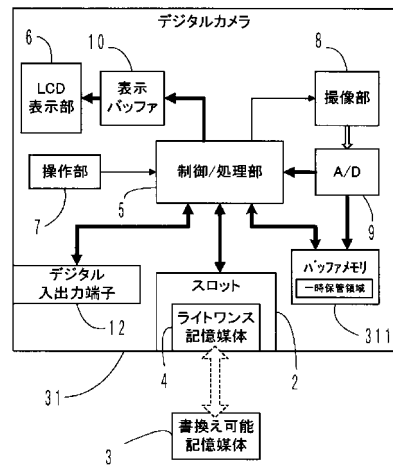 デジタルカメラ
6
10
8
LCD
表示部
表示
バッファ
撮像部
操作部
制御/処理部
A/D
7
5
9
デジタル
入出力端子
スロット
バッファメモリ
一時保管領域
ライトワンス
記憶媒体
12
4
2
311
31
書換え可能
記憶媒体
3